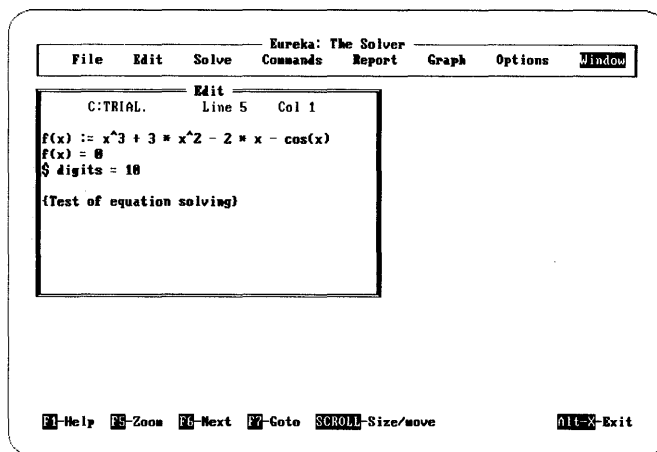 Eureka: The Solver
File Edit Solve Commands Report Graph Options Window
Edit
C:TRIAL. Line 5 Col 1
f(x) := x^3 + 3 * x^2 - 2 * x - cos(x)
f(x) = 0
$ digits = 10
{Test of equation solving}
F1-Help F5-Zoom F6-Next F7-Goto SCROLL-Size/move Alt-X-Exit